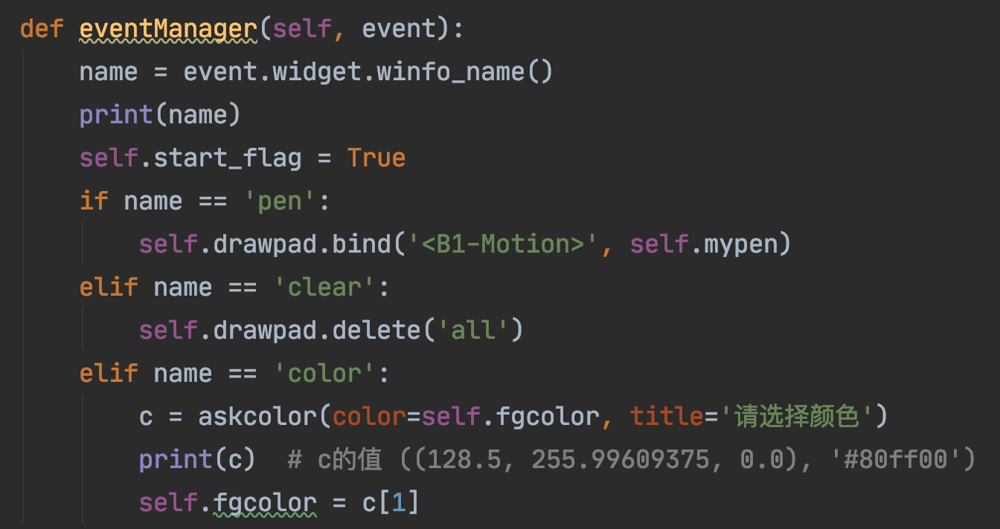 def eventManager(self, event):
    name = event.widget.winfo_name()
    print(name)
    self.start_flag = True
    if name == 'pen':
        self.drawpad.bind('<B1-Motion>', self.mypen)
    elif name == 'clear':
        self.drawpad.delete('all')
    elif name == 'color':
        c = askcolor(color=self.fgcolor, title='请选择颜色')
        print(c)  # c的值 ((128.5, 255.99609375, 0.0), '#80ff00')
        self.fgcolor = c[1]